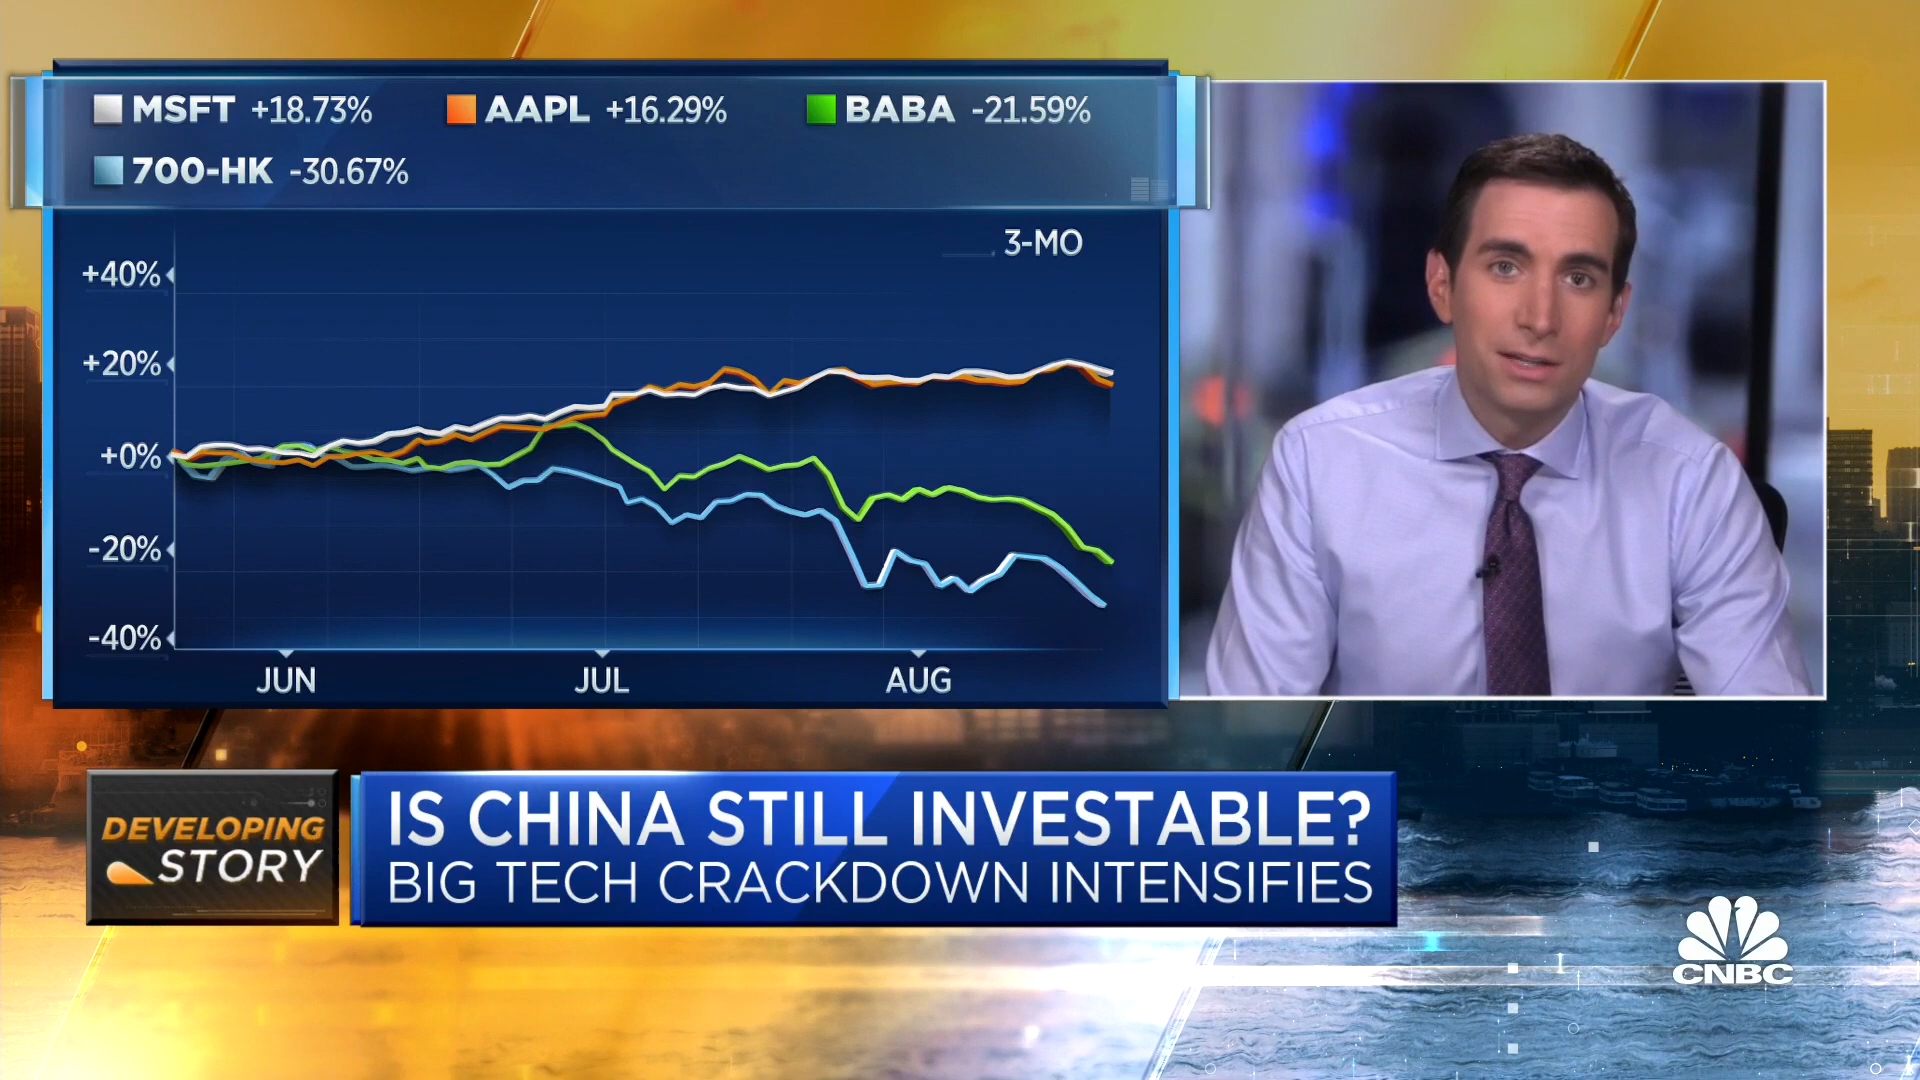 MSFT +18.73% AAPL +16.29% BABA -21.59%
700-HK -30.67%
3-MO
+40%
+20%
+0%
-20%
-40%
JUN JUL AUG
DEVELOPING
STORY
IS CHINA STILL INVESTABLE?
BIG TECH CRACKDOWN INTENSIFIES
CNBC